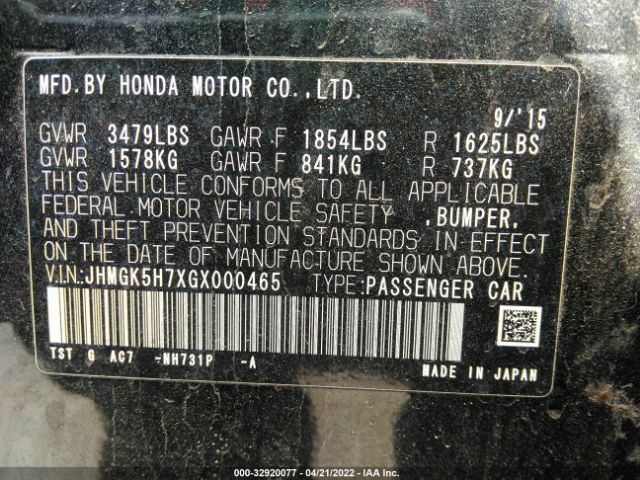 MFD.BY HONDA MOTOR CO.,LTD.
9/'15
GVWR 3479LBS GAWR F 1854LBS R 1625LBS
GVWR 1578KG GAWR F 841KG R 737KG
THIS VEHICLE CONFORMS TO ALL APPLICABLE
FEDERAL MOTOR VEHICLE SAFETY ,BUMPER,
AND THEFT PREVENTION STANDARDS IN EFFECT
ON THE DATE OF MANUFACTURE SHOWN ABOVE.
V.I.N:JHMGK5H7XGX000465 TYPE:PASSENGER CAR
TST G AC7 -NH731P -A
MADE IN JAPAN
000-32920077 - 04/21/2022 - IAA Inc.